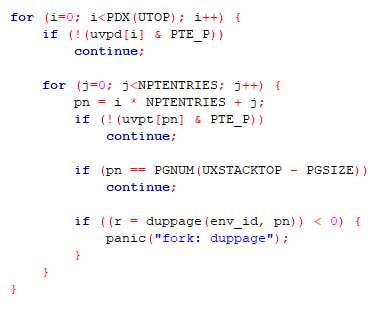 for (i=0; i<PDX(UTOP); i++) {
    if (!(uvpd[i] & PTE_P))
        continue;

    for (j=0; j<NPTENTRIES; j++) {
        pn = i * NPTENTRIES + j;
        if (!(uvpt[pn] & PTE_P))
            continue;

        if (pn == PGNUM(UXSTACKTOP - PGSIZE))
            continue;

        if ((r = duppage(env_id, pn)) < 0) {
            panic("fork: duppage");
        }
    }
}